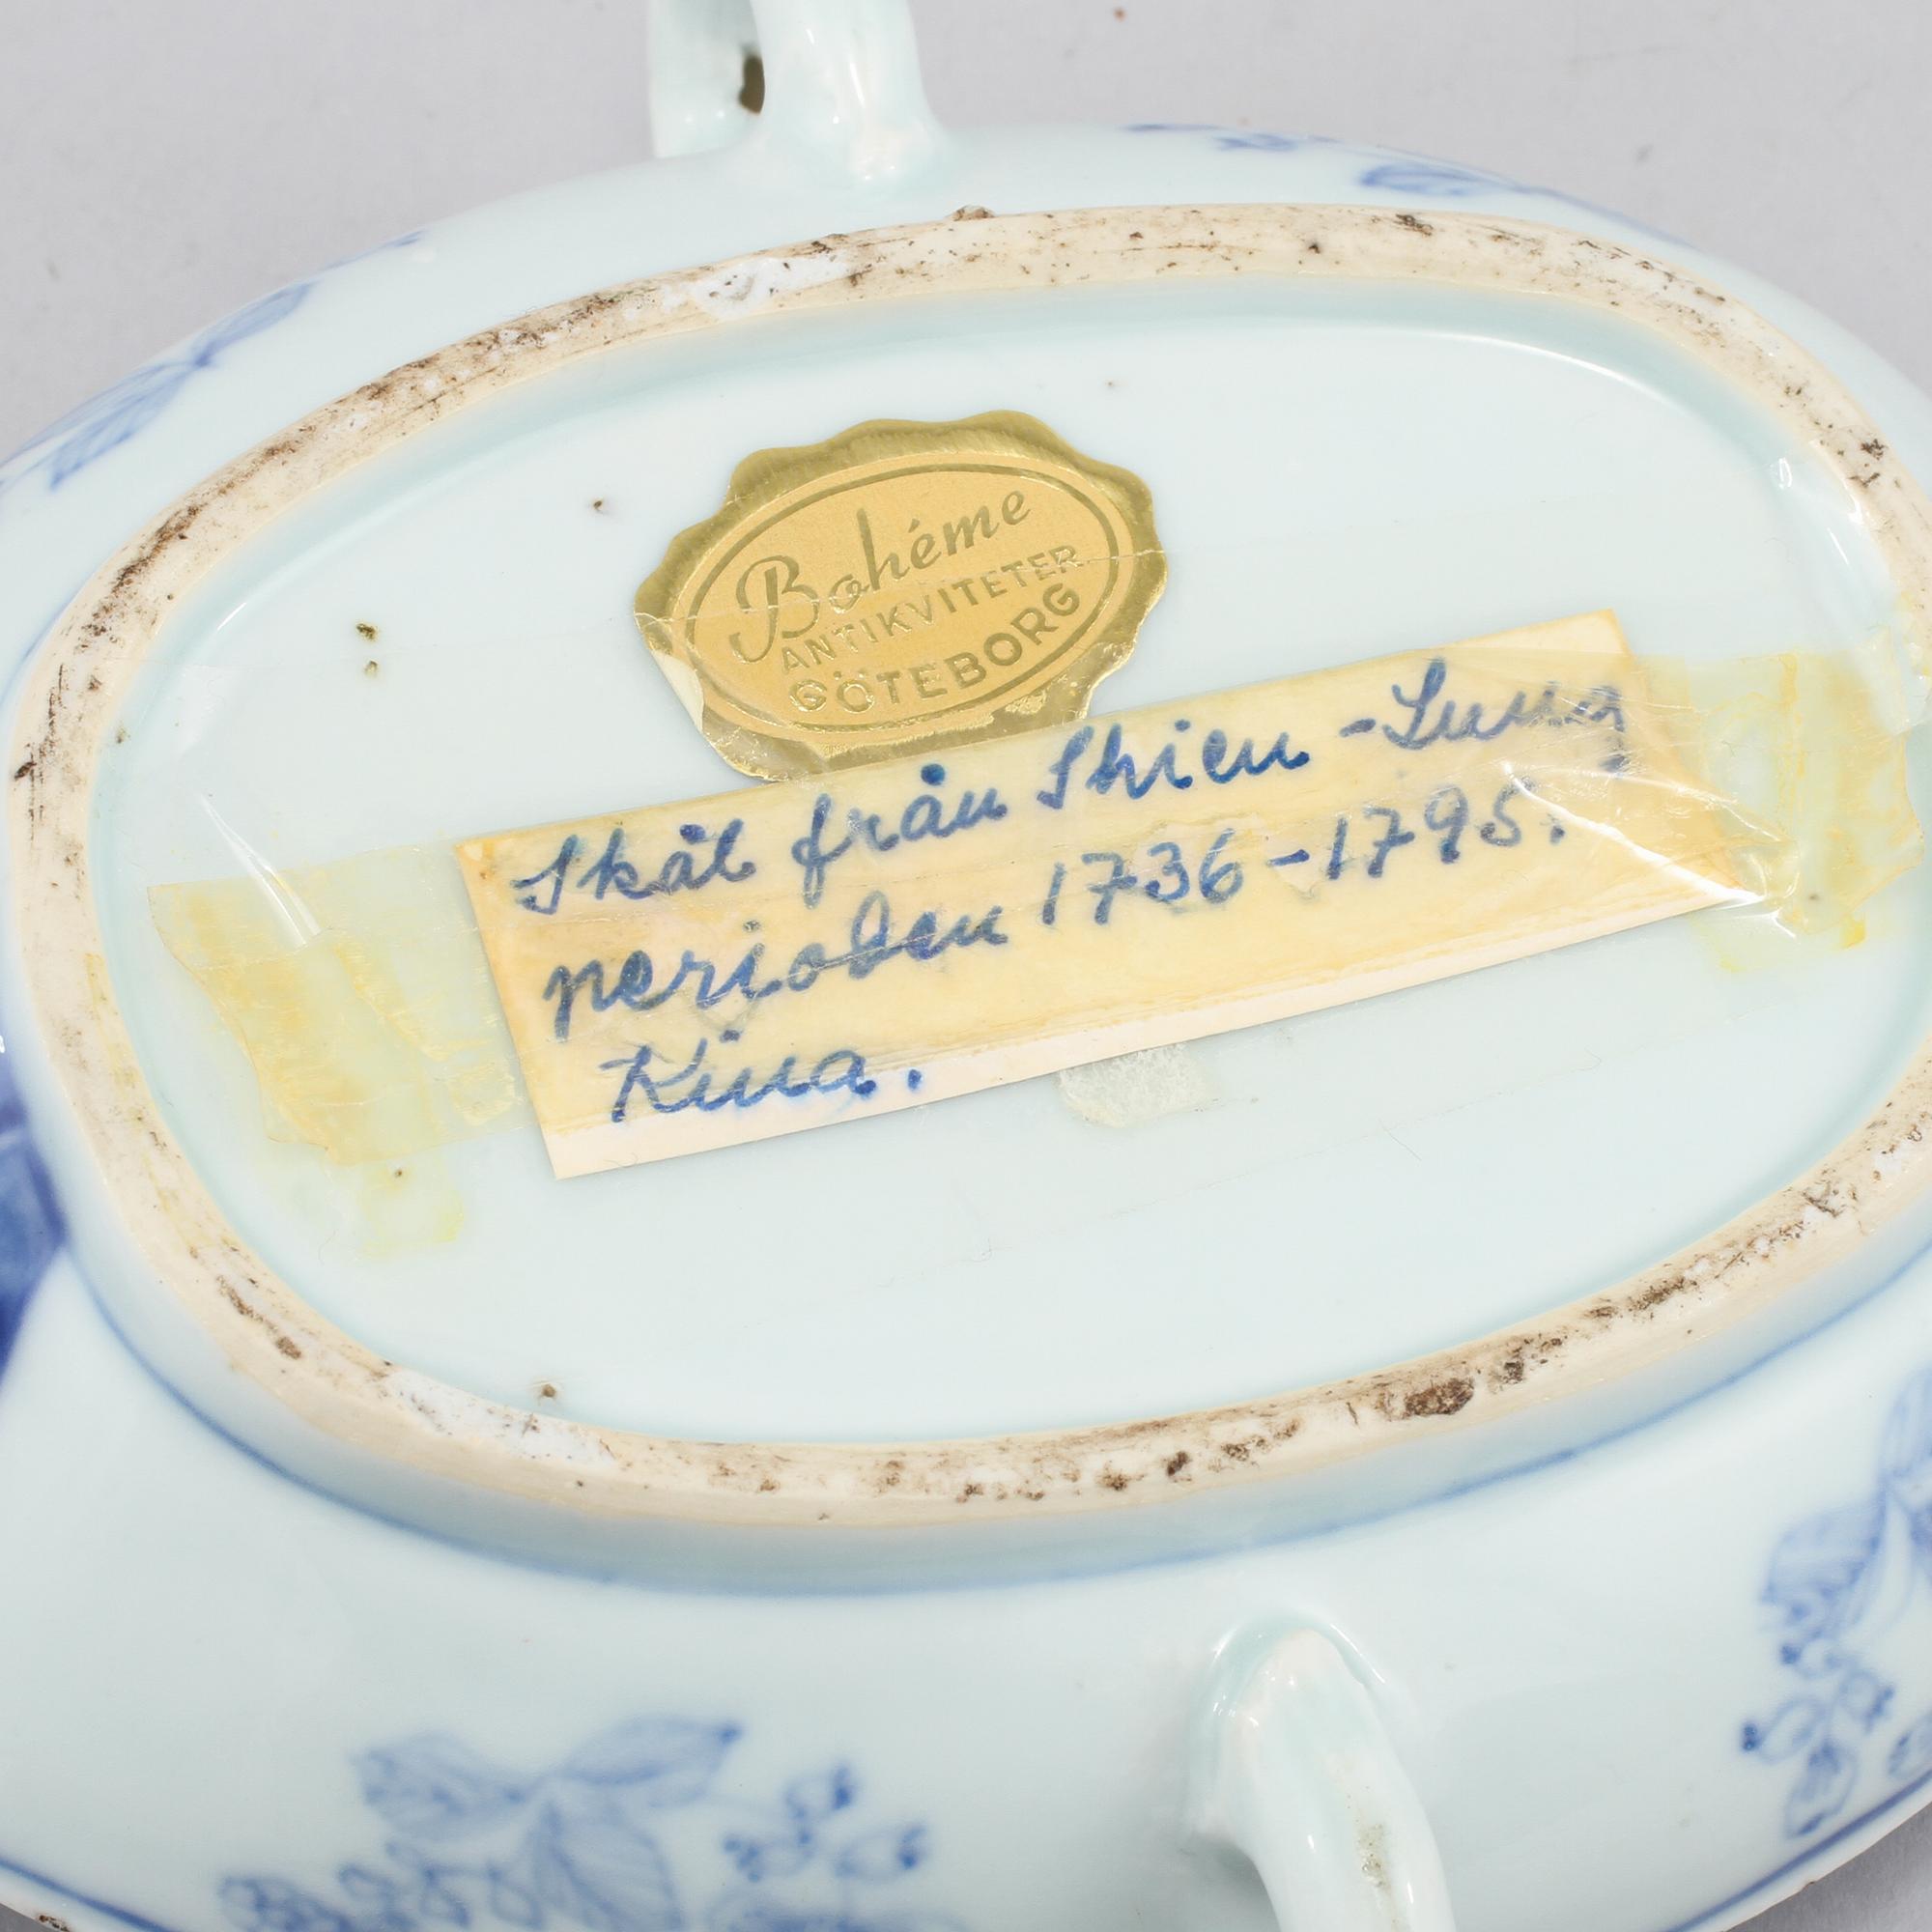 Bohéme
ANTIKVITETER
GÖTEBORG
Skål från Shien-Lung
perioden 1736-1795.
Kina.